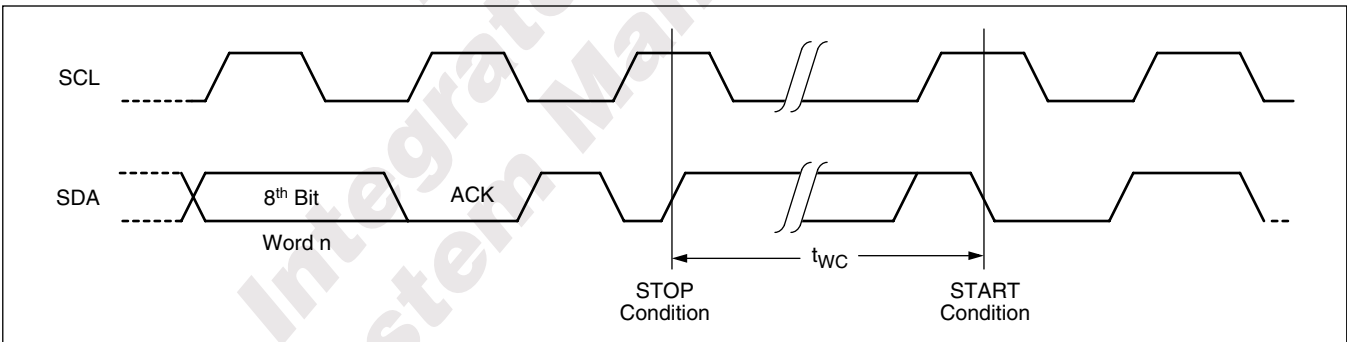 SCL
SDA
8th Bit
ACK
Word n
tWC
STOP
Condition
START
Condition